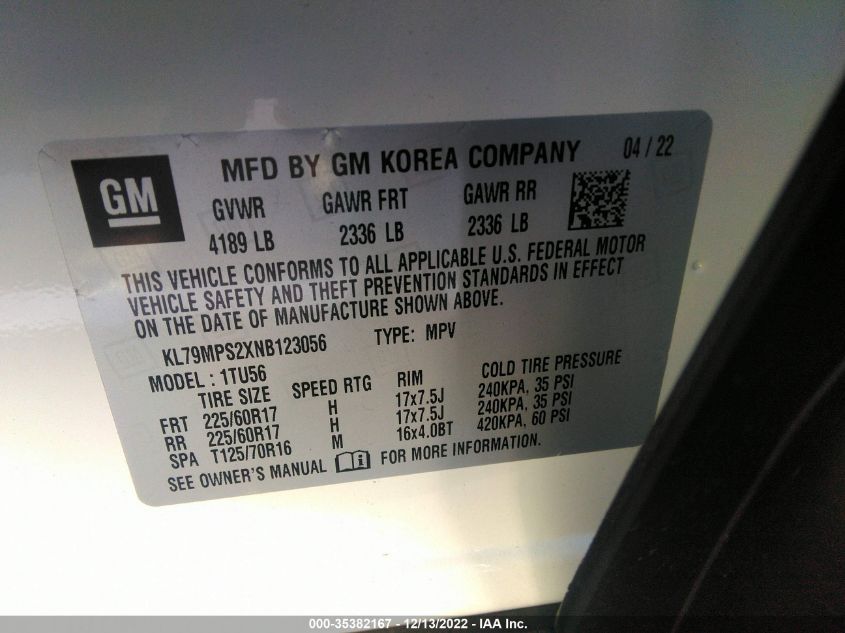 GM
MFD BY GM KOREA COMPANY 04 / 22
GVWR GAWR FRT GAWR RR
4189 LB 2336 LB 2336 LB
THIS VEHICLE CONFORMS TO ALL APPLICABLE U.S. FEDERAL MOTOR
VEHICLE SAFETY AND THEFT PREVENTION STANDARDS IN EFFECT
ON THE DATE OF MANUFACTURE SHOWN ABOVE.
KL79MPS2XNB123056 TYPE: MPV
MODEL : 1TU56
TIRE SIZE SPEED RTG RIM COLD TIRE PRESSURE
FRT 225/60R17 H 17x7.5J 240KPA, 35 PSI
RR 225/60R17 H 17x7.5J 240KPA, 35 PSI
SPA T125/70R16 M 16x4.0BT 420KPA, 60 PSI
SEE OWNER'S MANUAL FOR MORE INFORMATION.
000-35382167 - 12/13/2022 - IAA Inc.